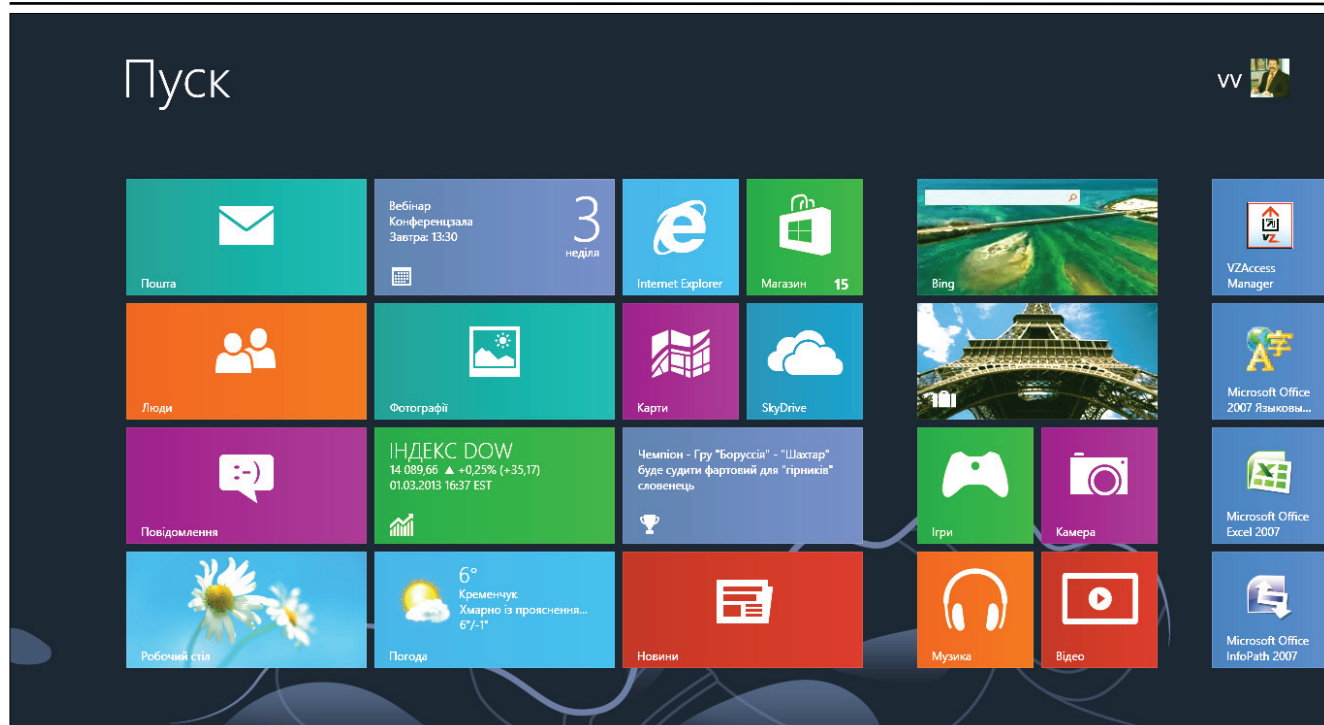 Пуск
vv
Пошта
Вебінар
Конференцзала
Завтра: 13:30
3
неділя
Internet Explorer
Магазин 15
Bing
VZ
VZAccess
Manager
Люди
Фотографії
Карти
SkyDrive
Microsoft Office
2007 Языковы...
Повідомлення
ІНДЕКС DOW
14 089,66 ▲ +0,25% (+35,17)
01.03.2013 16:37 EST
Чемпіон - Гру "Боруссія" - "Шахтар"
буде судити фартовий для "гірників"
словенець
Ігри
Камера
Microsoft Office
Excel 2007
Робочий стіл
6°
Кременчук
Хмарно із прояснення...
6°/-1°
Погода
Новини
Музика
Відео
Microsoft Office
InfoPath 2007